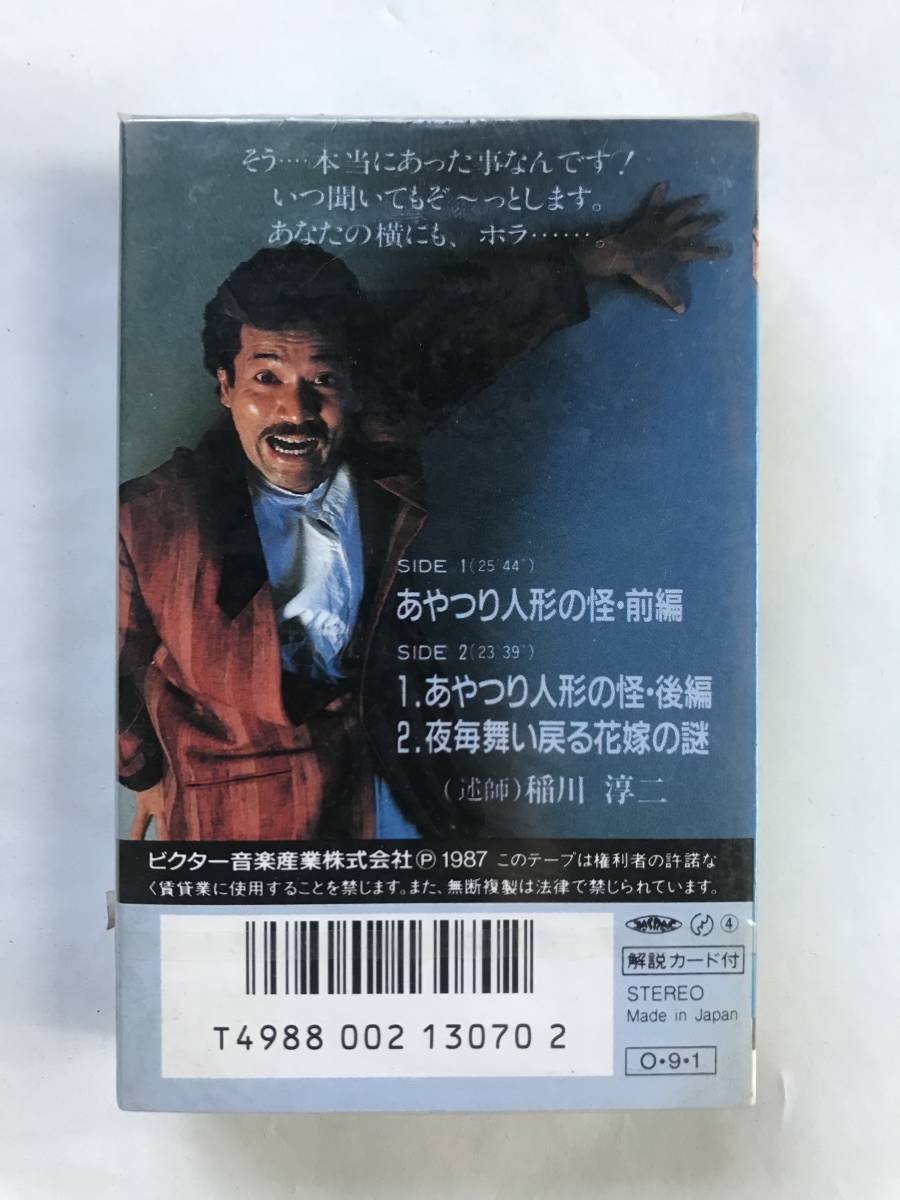 そう‥‥本当にあった事なんです!
いつ聞いてもぞ〜っとします。
あなたの横にも、ホラ……。
SIDE 1(25'44")
あやつり人形の怪・前編
SIDE 2(23'39")
1.あやつり人形の怪・後編
2.夜毎舞い戻る花嫁の謎
(述師)稲川 淳二
ビクター音楽産業株式会社Ⓟ1987 このテープは権利者の許諾な
く賃貸業に使用することを禁じます。また、無断複製は法律で禁じられています。
JASRAC ④
解説カード付
STEREO
Made in Japan
T4988 002 13070 2
O・9・1